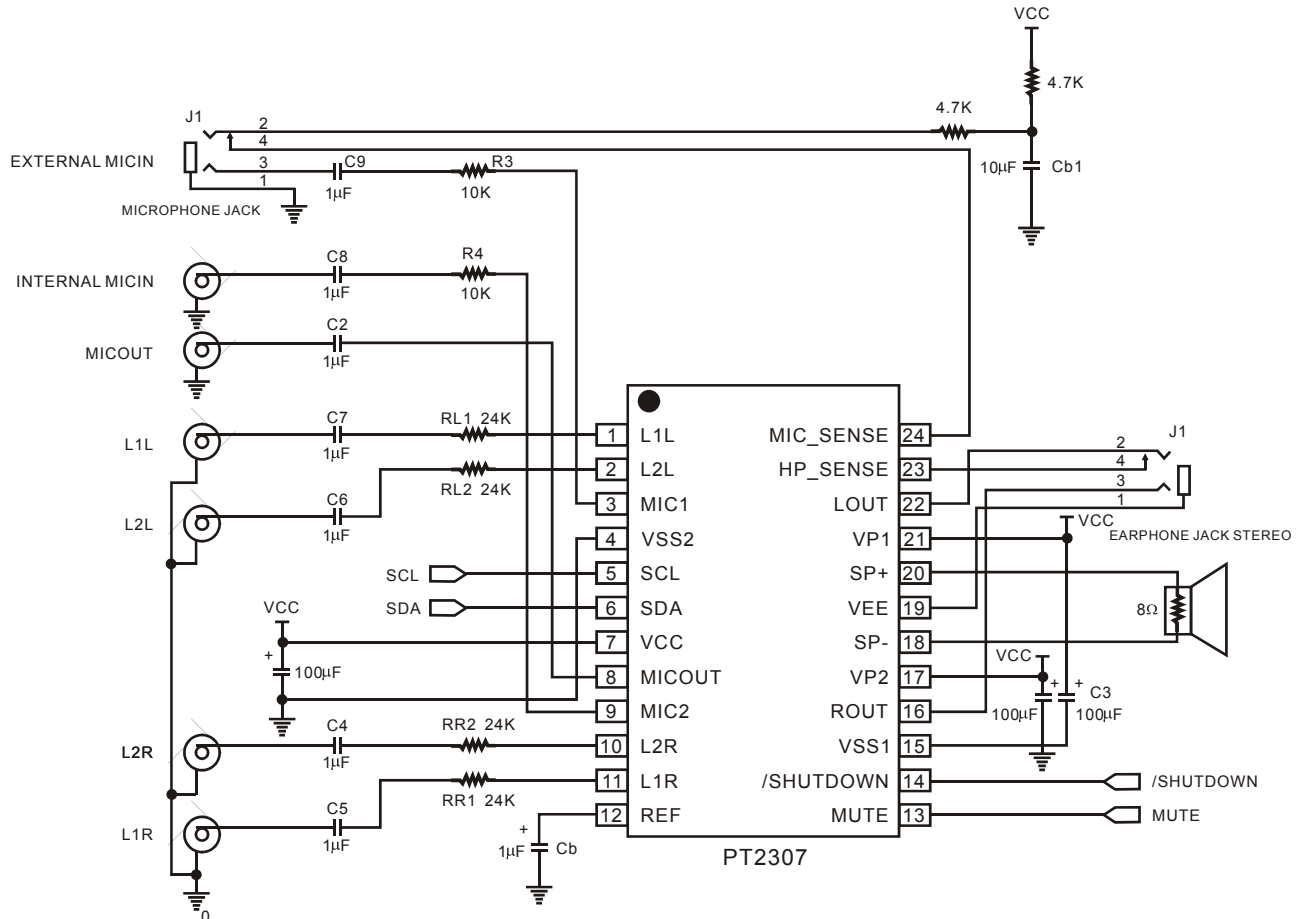 VCC
4.7K
4.7K
10μF Cb1
J1
2
4
3
1
EXTERNAL MICIN
MICROPHONE JACK
C9
1μF
R3
10K
INTERNAL MICIN
C8
1μF
R4
10K
MICOUT
C2
1μF
L1L
C7
1μF
RL1 24K
L2L
C6
1μF
RL2 24K
SCL
SDA
VCC
+
100μF
L2R
C4
1μF
RR2 24K
L1R
C5
1μF
RR1 24K
0
+
1μF Cb
1 L1L
2 L2L
3 MIC1
4 VSS2
5 SCL
6 SDA
7 VCC
8 MICOUT
9 MIC2
10 L2R
11 L1R
12 REF
MIC_SENSE 24
HP_SENSE 23
LOUT 22
VP1 21
SP+ 20
VEE 19
SP- 18
VP2 17
ROUT 16
VSS1 15
/SHUTDOWN 14
MUTE 13
PT2307
J1
2
4
3
1
VCC
EARPHONE JACK STEREO
8Ω
VCC
+
100μF
+
C3
100μF
/SHUTDOWN
MUTE